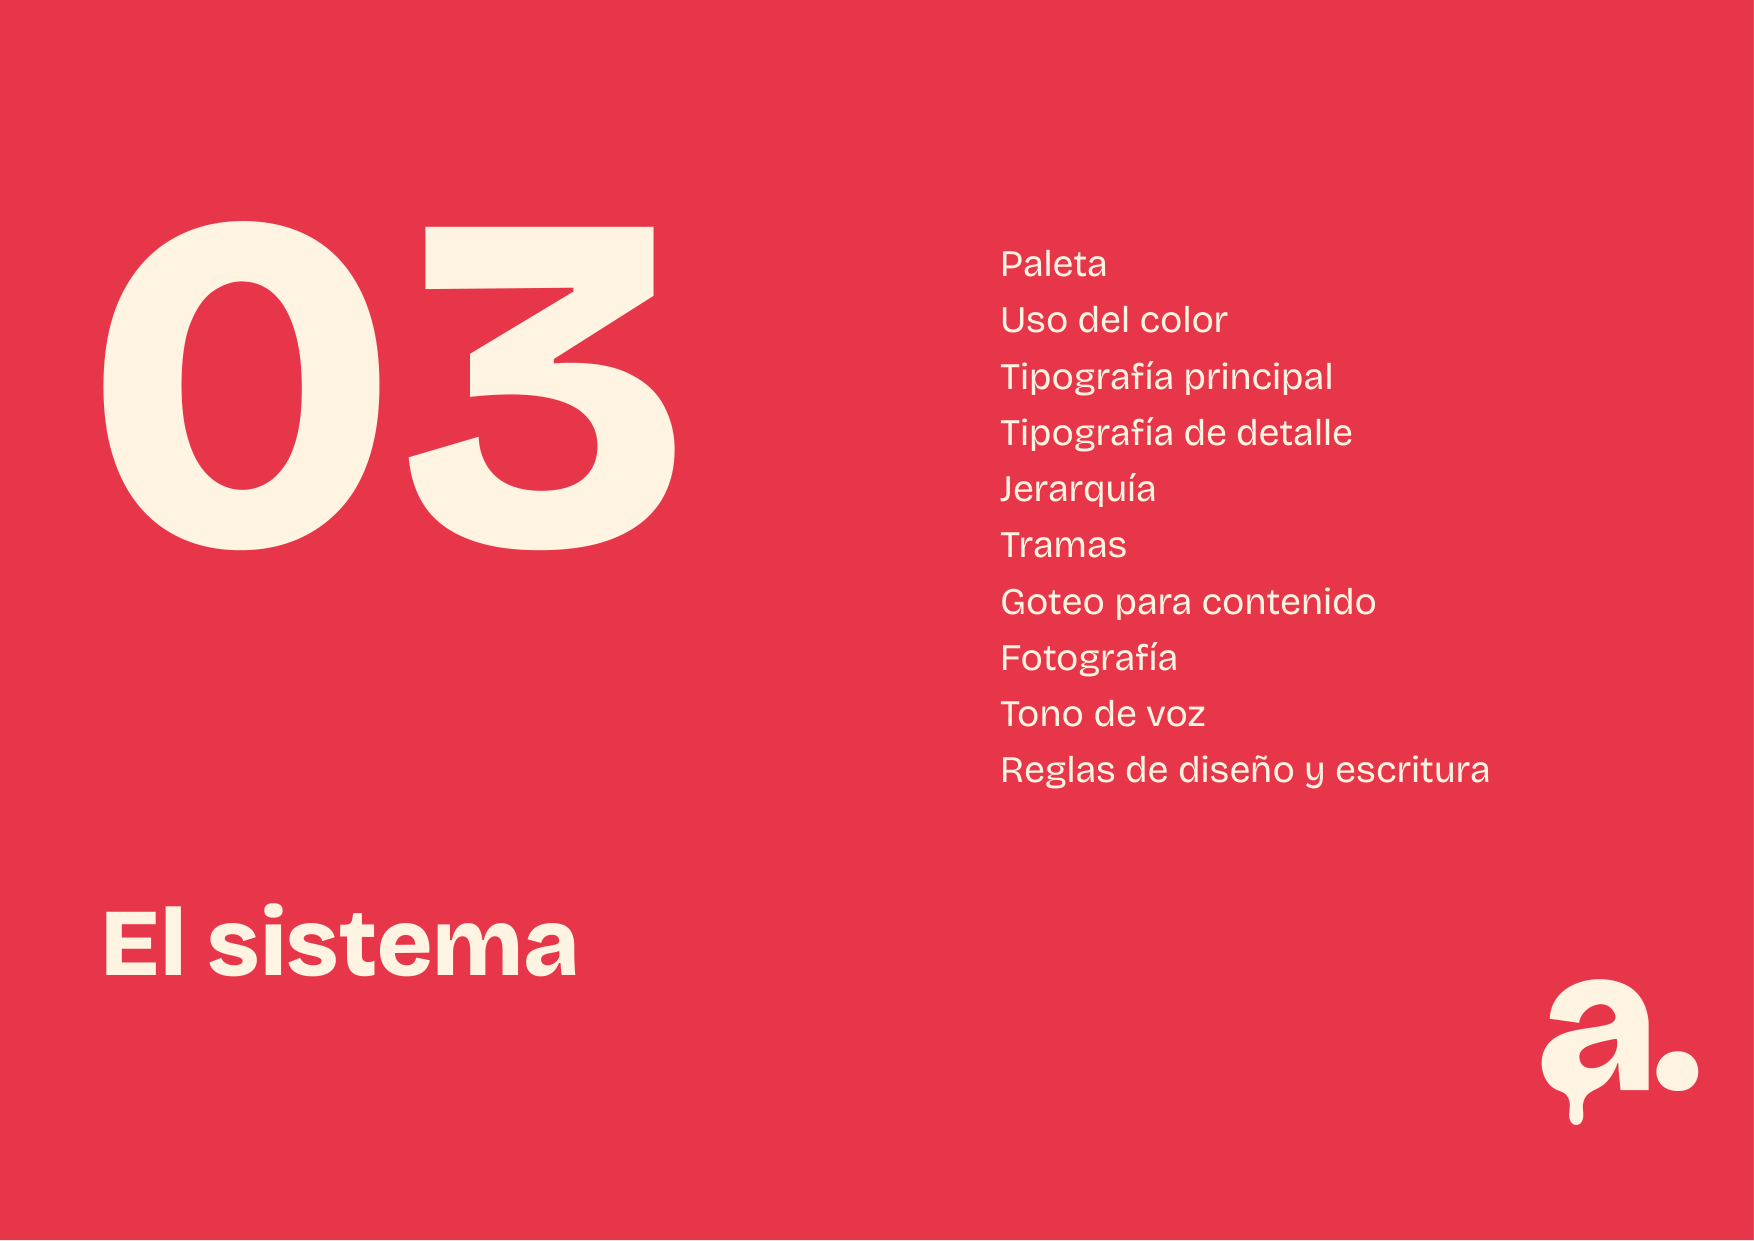 03
Paleta
Uso del color
Tipografía principal
Tipografía de detalle
Jerarquía
Tramas
Goteo para contenido
Fotografía
Tono de voz
Reglas de diseño y escritura
El sistema
a.